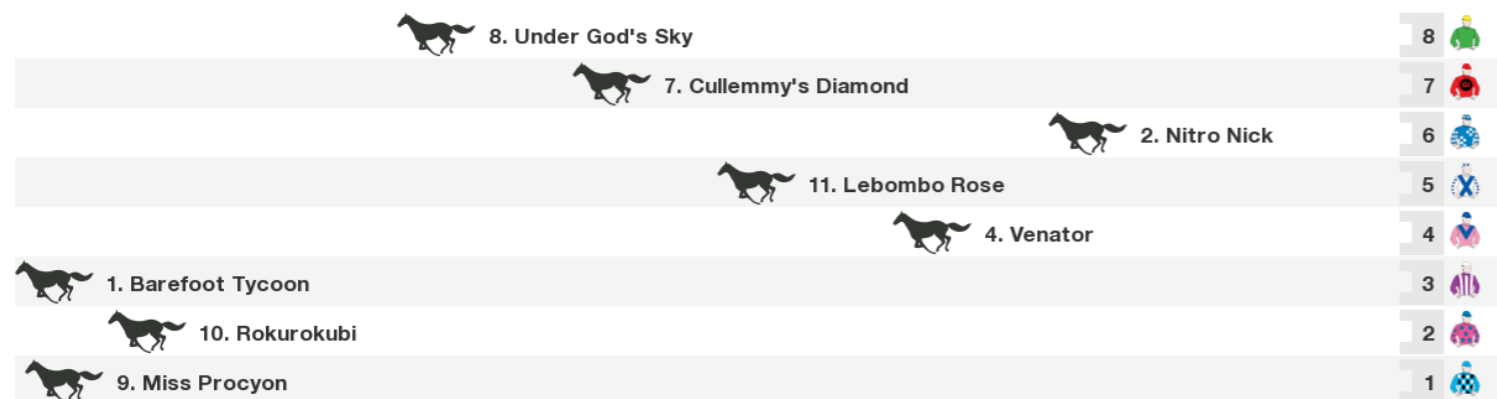 8. Under God's Sky 8
7. Cullemmy's Diamond 7
2. Nitro Nick 6
11. Lebombo Rose 5
4. Venator 4
1. Barefoot Tycoon 3
10. Rokurokubi 2
9. Miss Procyon 1